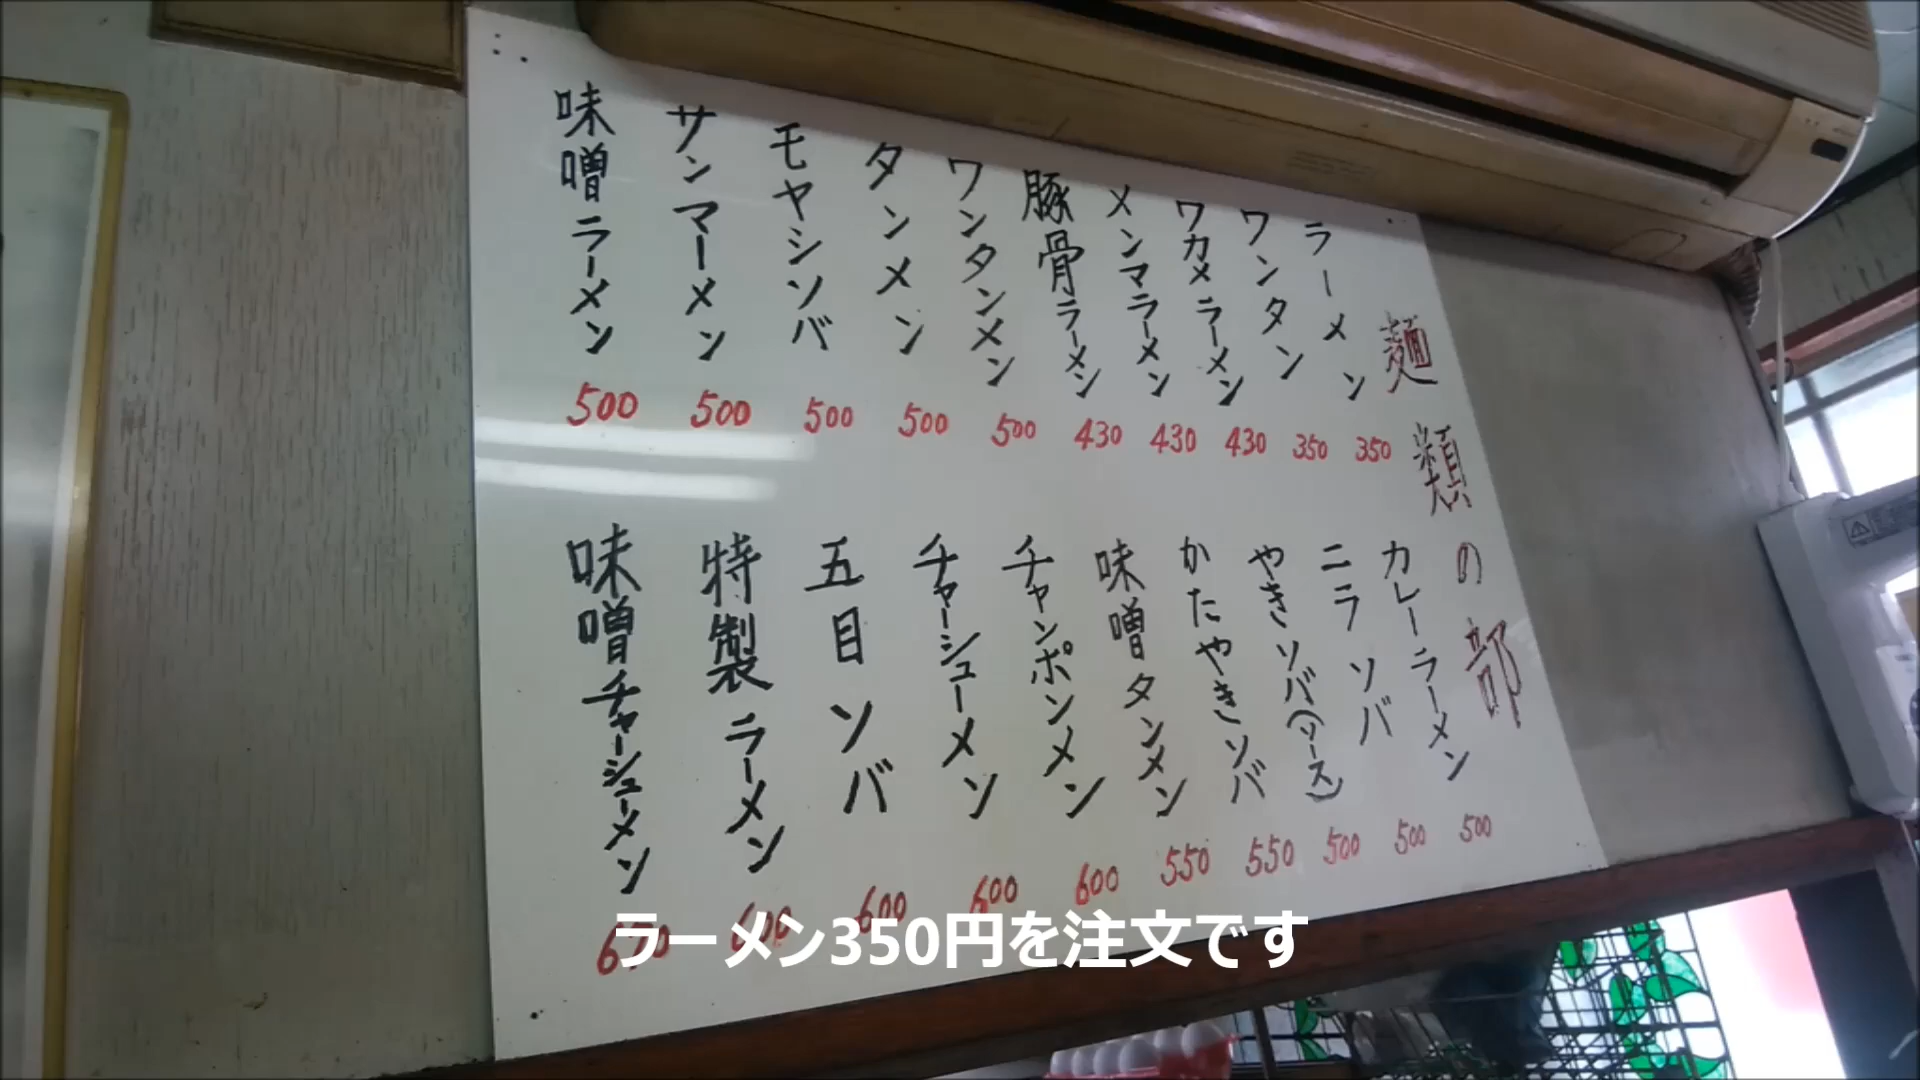 麺類の部
ラーメン 350
ワンタン 350
ワカメラーメン 430
メンマラーメン 430
豚骨ラーメン 430
ワンタンメン 500
タンメン 500
モヤシソバ 500
サンマーメン 500
味噌ラーメン 500
カレーラーメン 500
ニラソバ 500
やきソバ(ソース) 500
かたやきソバ 550
味噌タンメン 550
チャンポンメン 600
チャーシューメン 600
五目ソバ 600
特製ラーメン 600
味噌チャーシューメン
ラーメン350円を注文です